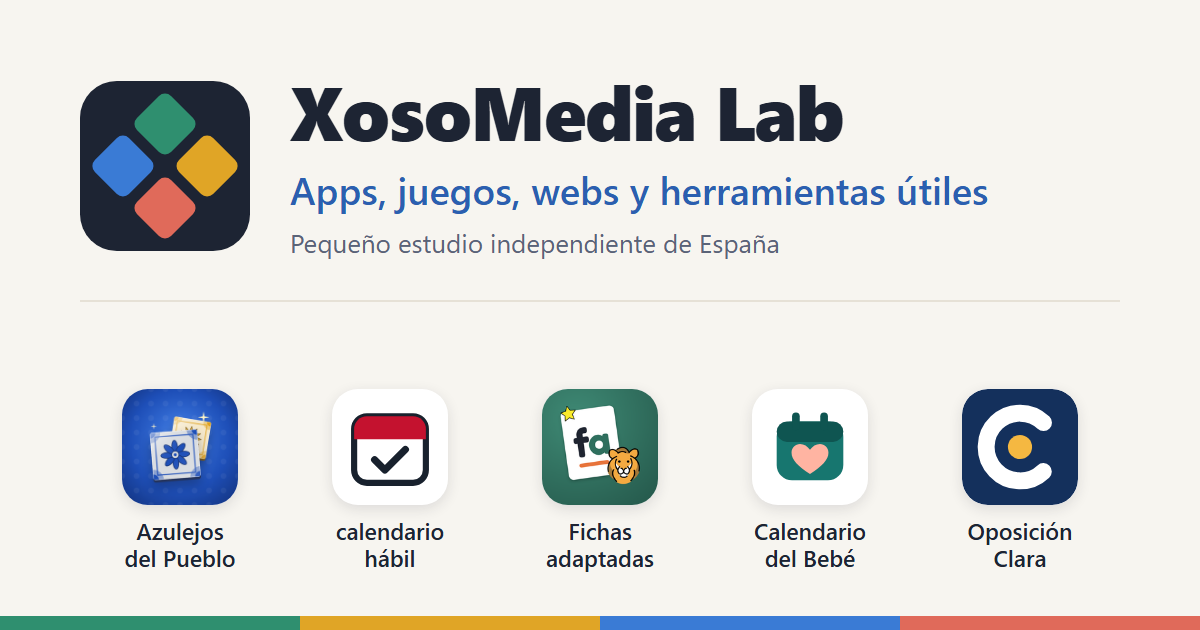 XosoMedia Lab
Apps, juegos, webs y herramientas útiles
Pequeño estudio independiente de España
fa
Azulejos
del Pueblo
calendario
hábil
Fichas
adaptadas
Calendario
del Bebé
Oposición
Clara